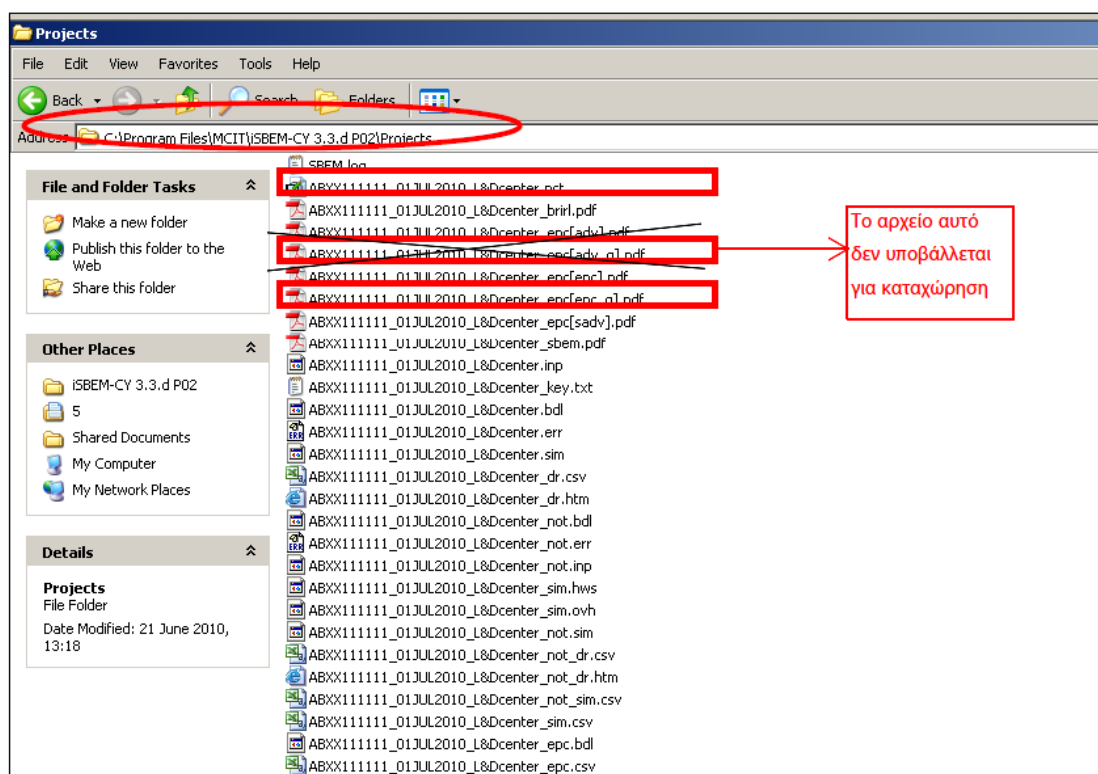 Projects
File Edit View Favorites Tools Help
Back Search Folders
Address C:\Program Files\MCIT\iSBEM-CY 3.3.d P02\Projects
File and Folder Tasks
Make a new folder
Publish this folder to the
Web
Share this folder
Other Places
iSBEM-CY 3.3.d P02
5
Shared Documents
My Computer
My Network Places
Details
Projects
File Folder
Date Modified: 21 June 2010,
13:18
SBEM.log
ABXX111111_01JUL2010_L&Dcenter.nct
ABXX111111_01JUL2010_L&Dcenter_brirl.pdf
ABXX111111_01JUL2010_L&Dcenter_epc[adv].pdf
ABXX111111_01JUL2010_L&Dcenter_epc[adv_g].pdf
ABXX111111_01JUL2010_L&Dcenter_epc[epc].pdf
ABXX111111_01JUL2010_L&Dcenter_epc[epc_g].pdf
ABXX111111_01JUL2010_L&Dcenter_epc[sadv].pdf
ABXX111111_01JUL2010_L&Dcenter_sbem.pdf
ABXX111111_01JUL2010_L&Dcenter.inp
ABXX111111_01JUL2010_L&Dcenter_key.txt
ABXX111111_01JUL2010_L&Dcenter.bdl
ABXX111111_01JUL2010_L&Dcenter.err
ABXX111111_01JUL2010_L&Dcenter.sim
ABXX111111_01JUL2010_L&Dcenter_dr.csv
ABXX111111_01JUL2010_L&Dcenter_dr.htm
ABXX111111_01JUL2010_L&Dcenter_not.bdl
ABXX111111_01JUL2010_L&Dcenter_not.err
ABXX111111_01JUL2010_L&Dcenter_not.inp
ABXX111111_01JUL2010_L&Dcenter_sim.hws
ABXX111111_01JUL2010_L&Dcenter_sim.ovh
ABXX111111_01JUL2010_L&Dcenter_not.sim
ABXX111111_01JUL2010_L&Dcenter_not_dr.csv
ABXX111111_01JUL2010_L&Dcenter_not_dr.htm
ABXX111111_01JUL2010_L&Dcenter_not_sim.csv
ABXX111111_01JUL2010_L&Dcenter_sim.csv
ABXX111111_01JUL2010_L&Dcenter_epc.bdl
ABXX111111_01JUL2010_L&Dcenter_epc.csv
Το αρχείο αυτό
δεν υποβάλλεται
για καταχώρηση